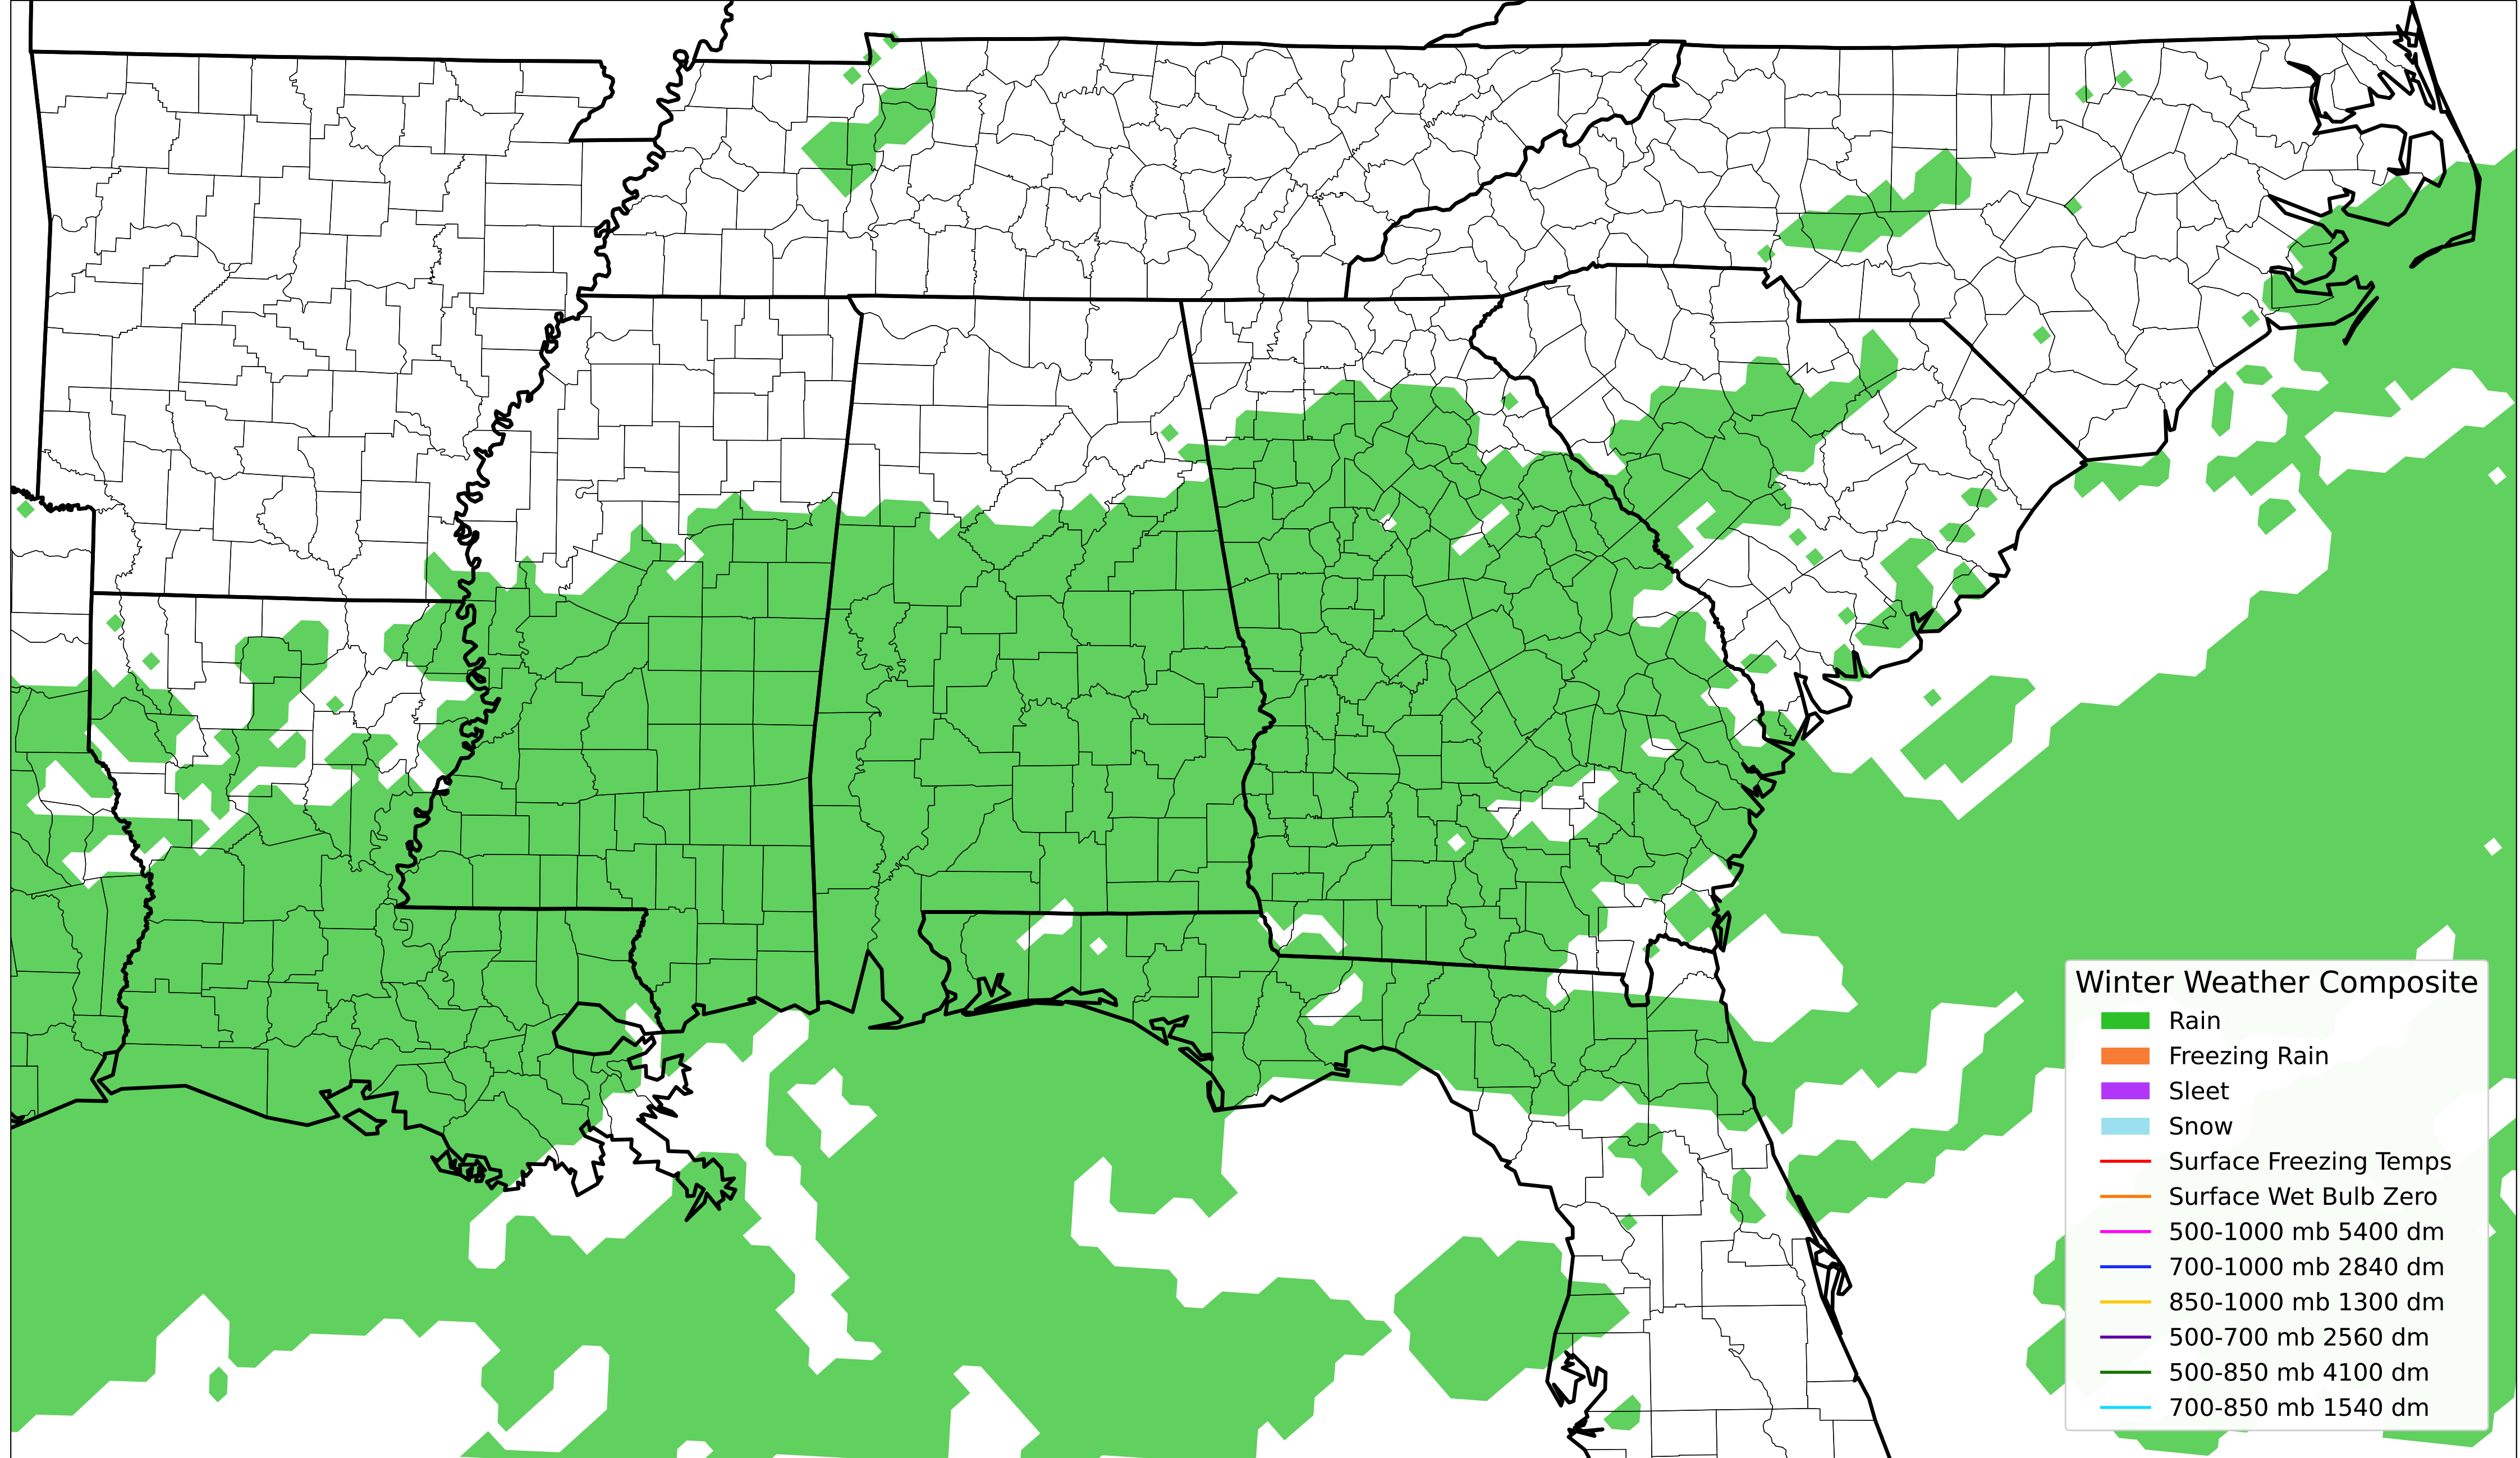 Winter Weather Composite
Rain
Freezing Rain
Sleet
Snow
Surface Freezing Temps
Surface Wet Bulb Zero
500-1000 mb 5400 dm
700-1000 mb 2840 dm
850-1000 mb 1300 dm
500-700 mb 2560 dm
500-850 mb 4100 dm
700-850 mb 1540 dm